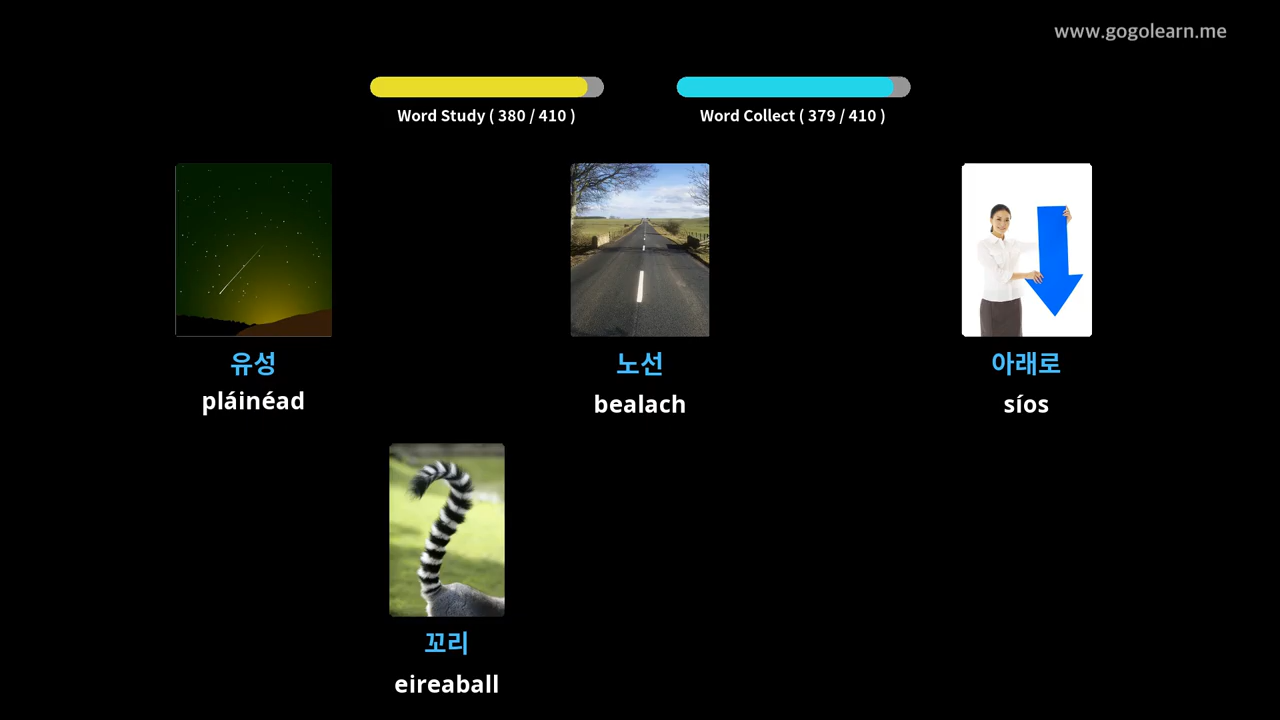 www.gogolearn.me
Word Study ( 380 / 410 )
Word Collect ( 379 / 410 )
유성
노선
아래로
pláinéad
bealach
síos
꼬리
eireaball